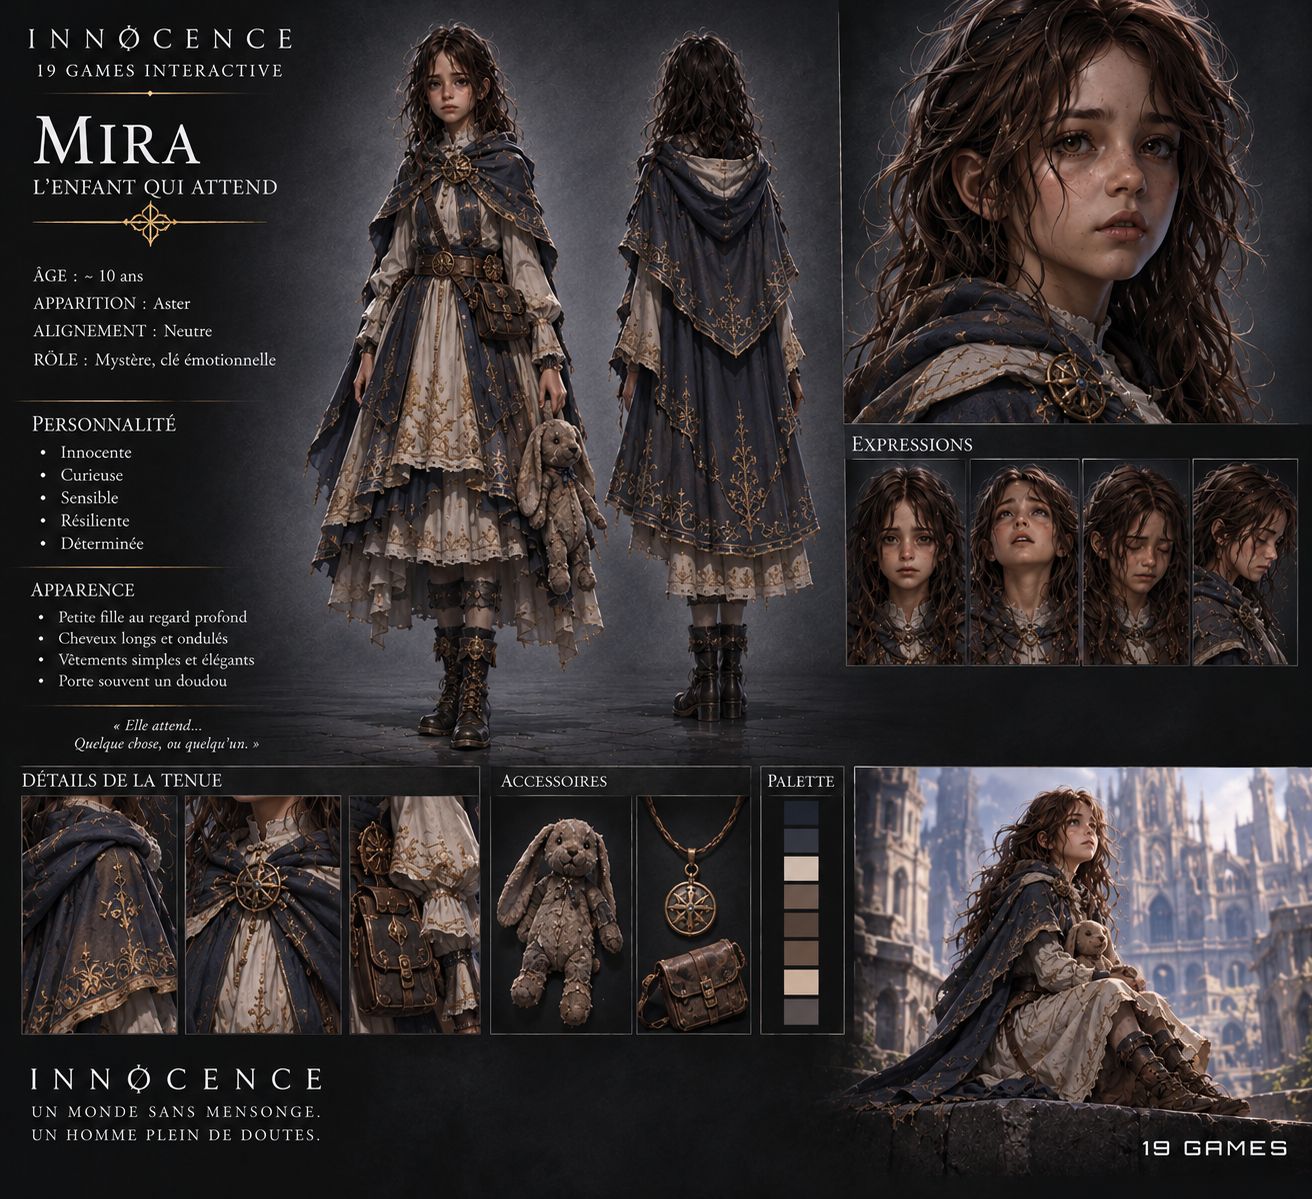 INNØCENCE
19 GAMES INTERACTIVE
MIRA
L'ENFANT QUI ATTEND
ÂGE : ~ 10 ans
APPARITION : Aster
ALIGNEMENT : Neutre
RÖLE : Mystère, clé émotionnelle
PERSONNALITÉ
• Innocente
• Curieuse
• Sensible
• Résiliente
• Déterminée
APPARENCE
• Petite fille au regard profond
• Cheveux longs et ondulés
• Vêtements simples et élégants
• Porte souvent un doudou
« Elle attend...
Quelque chose, ou quelqu'un. »
EXPRESSIONS
DÉTAILS DE LA TENUE
ACCESSOIRES
PALETTE
INNØCENCE
UN MONDE SANS MENSONGE.
UN HOMME PLEIN DE DOUTES.
19 GAMES